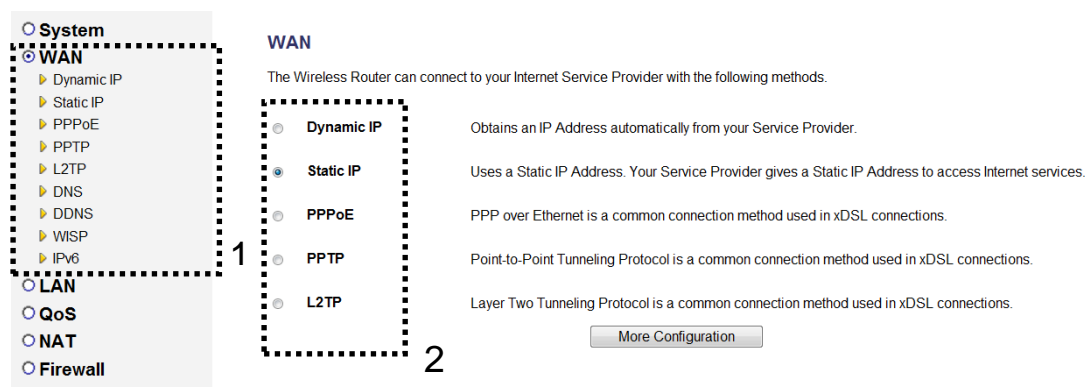 System
WAN
Dynamic IP
Static IP
PPPoE
PPTP
L2TP
DNS
DDNS
WISP
IPv6
LAN
QoS
NAT
Firewall
1
WAN
The Wireless Router can connect to your Internet Service Provider with the following methods.
Dynamic IP Obtains an IP Address automatically from your Service Provider.
Static IP Uses a Static IP Address. Your Service Provider gives a Static IP Address to access Internet services.
PPPoE PPP over Ethernet is a common connection method used in xDSL connections.
PPTP Point-to-Point Tunneling Protocol is a common connection method used in xDSL connections.
L2TP Layer Two Tunneling Protocol is a common connection method used in xDSL connections.
More Configuration
2